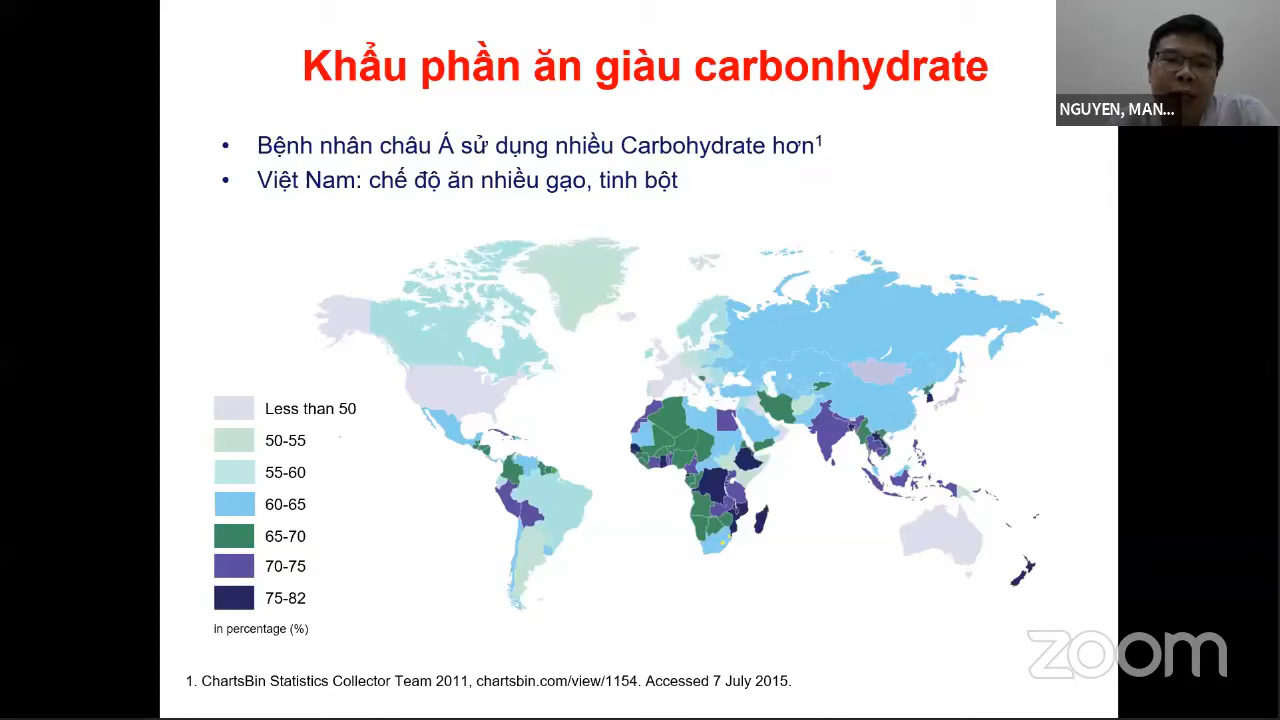 Khẩu phần ăn giàu carbonhydrate
NGUYEN, MAN...
• Bệnh nhân châu Á sử dụng nhiều Carbohydrate hơn¹
• Việt Nam: chế độ ăn nhiều gạo, tinh bột
Less than 50
50-55
55-60
60-65
65-70
70-75
75-82
in percentage (%)
zoom
1. ChartsBin Statistics Collector Team 2011, chartsbin.com/view/1154. Accessed 7 July 2015.